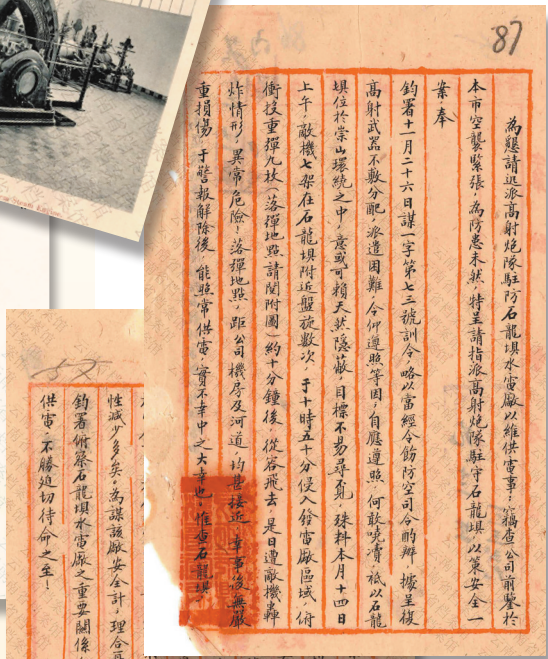 87
為懇請迅派高射炮隊駐防石龍垻水電廠以維供電事：竊查公司前鑒於
本市空襲緊張，為防患未然，特呈請指派高射炮隊駐守石龍垻，以策安全一
案，奉
鈞署十一月二十六日謀一字第七三號訓令，略以當經令飭防空司令酌辦，據呈復
高射武器不敷分配，派遣困難，令仰遵照等因，自應遵照，何敢嘵凟，祇以石龍
垻位於崇山環繞之中，意或可賴天然隱蔽，目標不易尋覓，殊料本月十四日
上午，敵機七架在石龍垻附近盤旋數次，于十時五十分侵入發電廠區域，俯
衝投重彈九枚（落彈地點請閱附圖）約十分鐘後，從容飛去，是日遭敵機轟
炸情形，異常危險！落彈地點，距公司機房及河道，均甚接近，幸事後無嚴
重損傷，于警報解除後，能照常供電，實不幸中之大幸也，惟查石龍垻
性減少多矣。為謀該廠安全計，理合再
鈞署俯察石龍垻水電廠之重要關係
供電，不勝迫切待命之至！